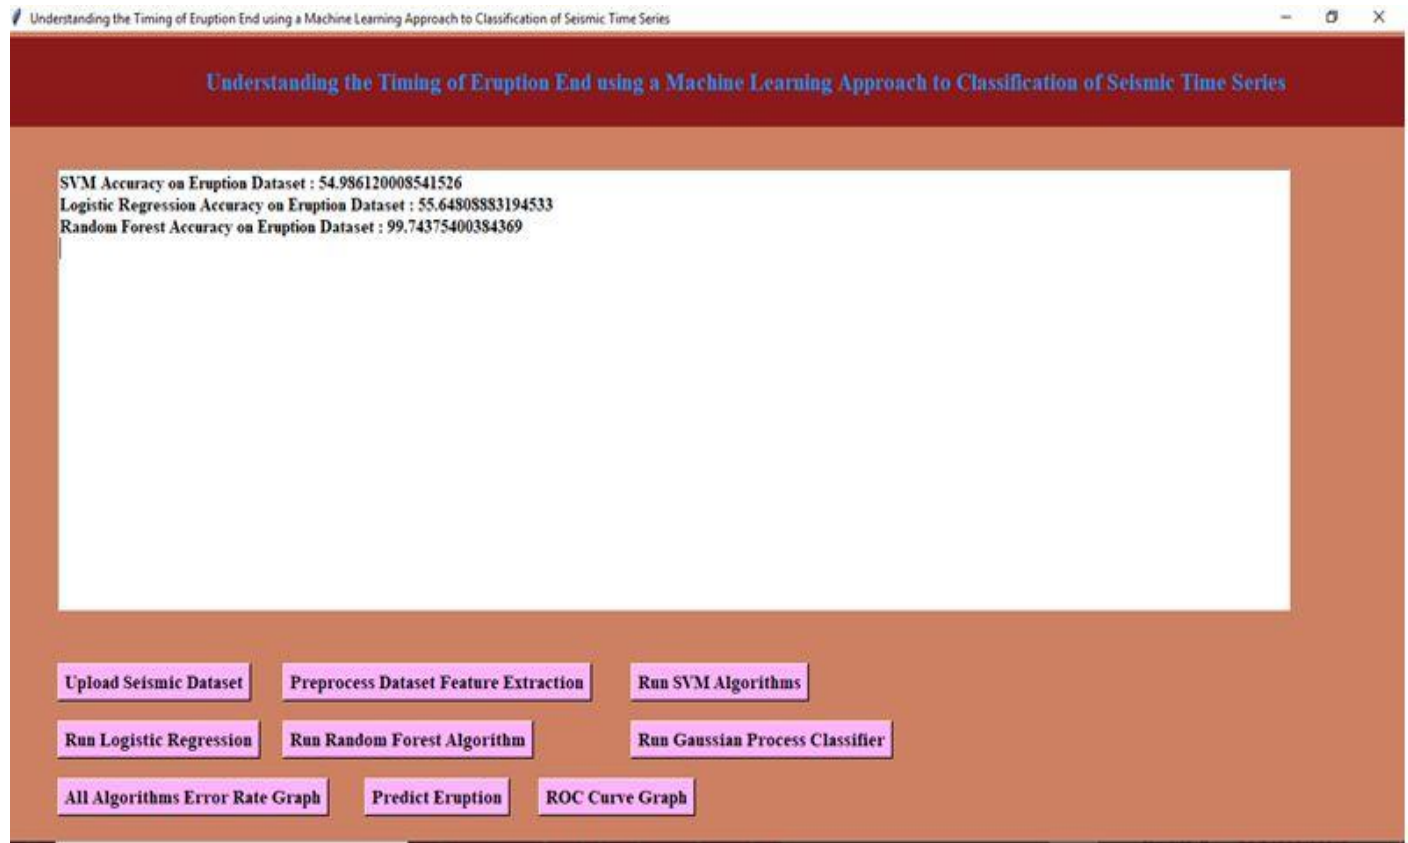 Understanding the Timing of Eruption End using a Machine Learning Approach to Classification of Seismic Time Series
Understanding the Timing of Eruption End using a Machine Learning Approach to Classification of Seismic Time Series
SVM Accuracy on Eruption Dataset : 54.986120008541526
Logistic Regression Accuracy on Eruption Dataset : 55.64808883194533
Random Forest Accuracy on Eruption Dataset : 99.74375400384369
Upload Seismic Dataset Preprocess Dataset Feature Extraction Run SVM Algorithms
Run Logistic Regression Run Random Forest Algorithm Run Gaussian Process Classifier
All Algorithms Error Rate Graph Predict Eruption ROC Curve Graph